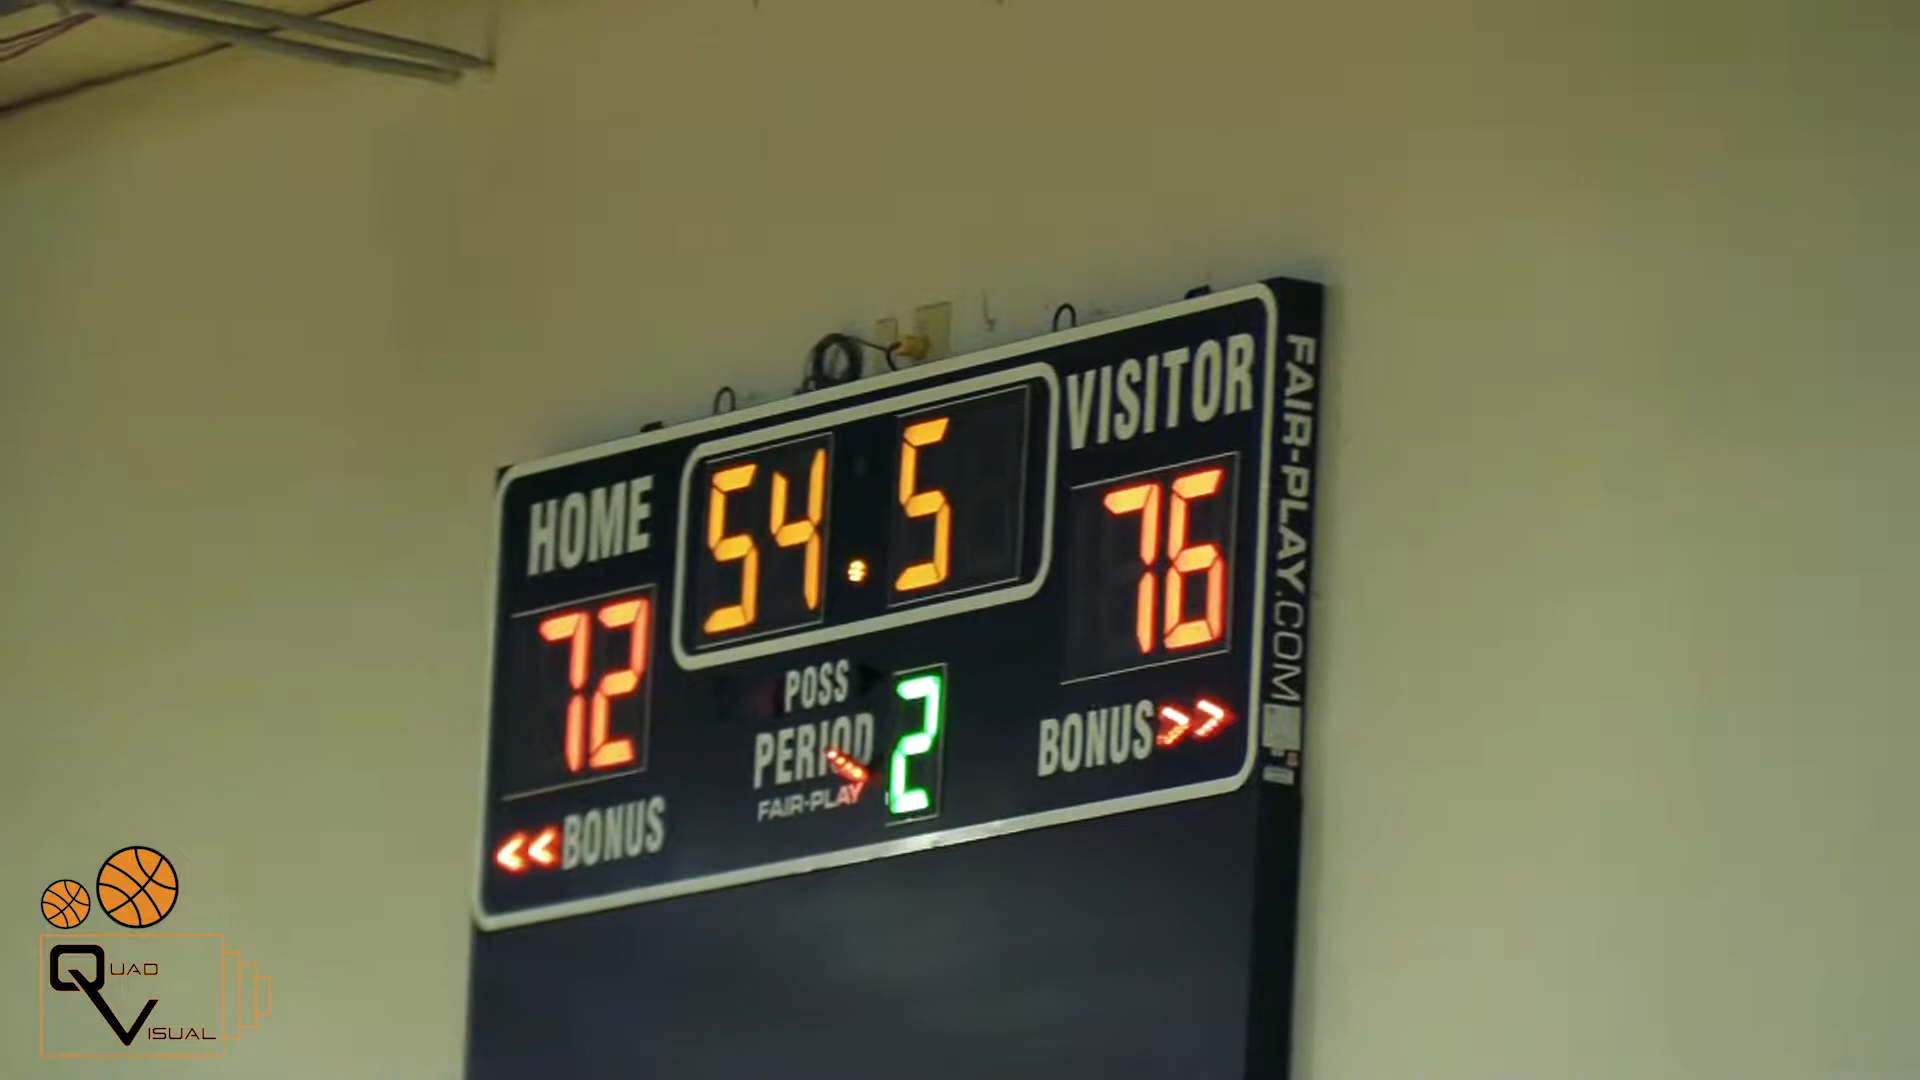 HOME
54.5
VISITOR
72
76
POSS
PERIOD 2
FAIR-PLAY
<<BONUS
BONUS>>
FAIR-PLAY.COM
QUAD
VISUAL